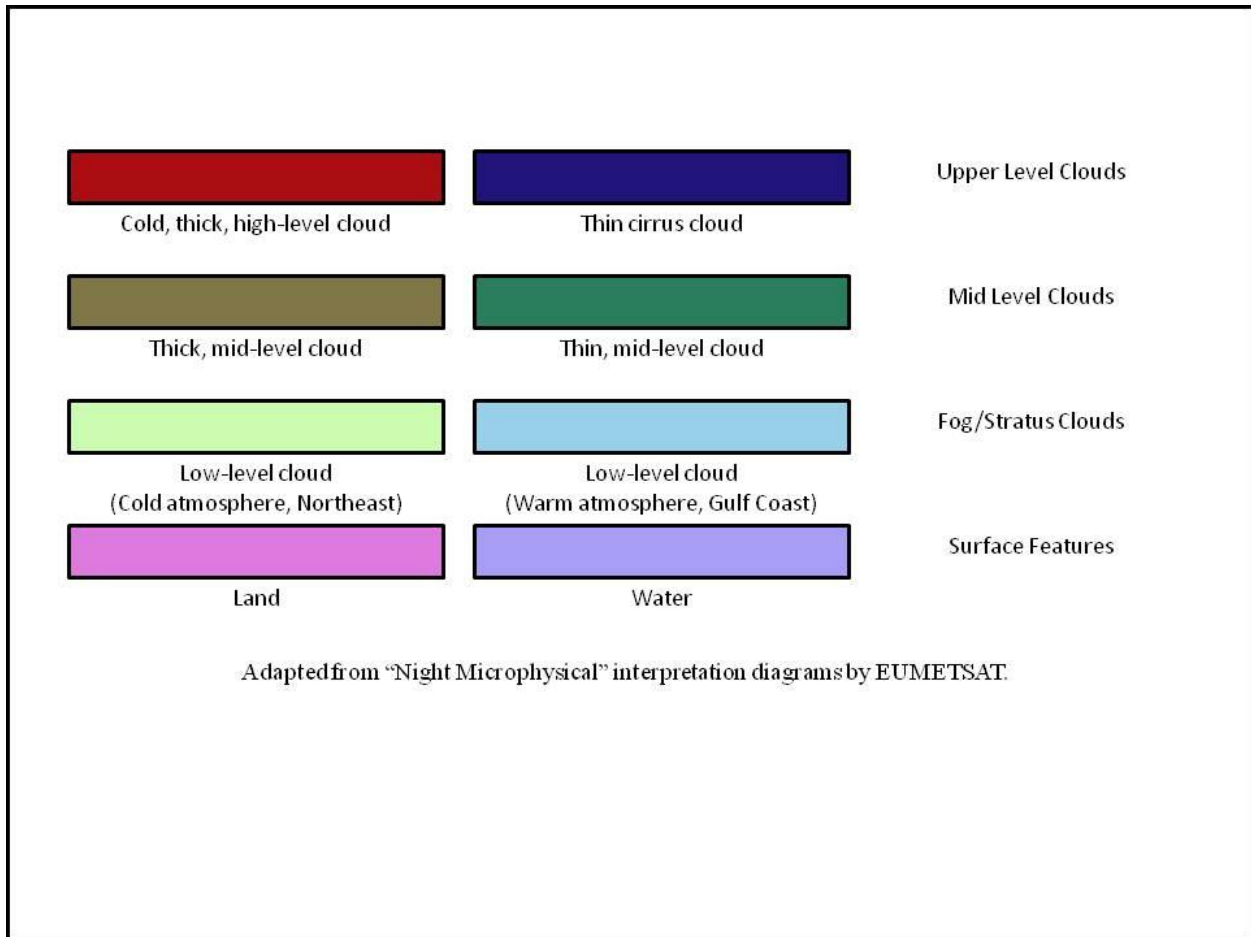 Upper Level Clouds
Cold, thick, high-level cloud
Thin cirrus cloud
Mid Level Clouds
Thick, mid-level cloud
Thin, mid-level cloud
Fog/Stratus Clouds
Low-level cloud
(Cold atmosphere, Northeast)
Low-level cloud
(Warm atmosphere, Gulf Coast)
Surface Features
Land
Water
Adapted from “Night Microphysical” interpretation diagrams by EUMETSAT.